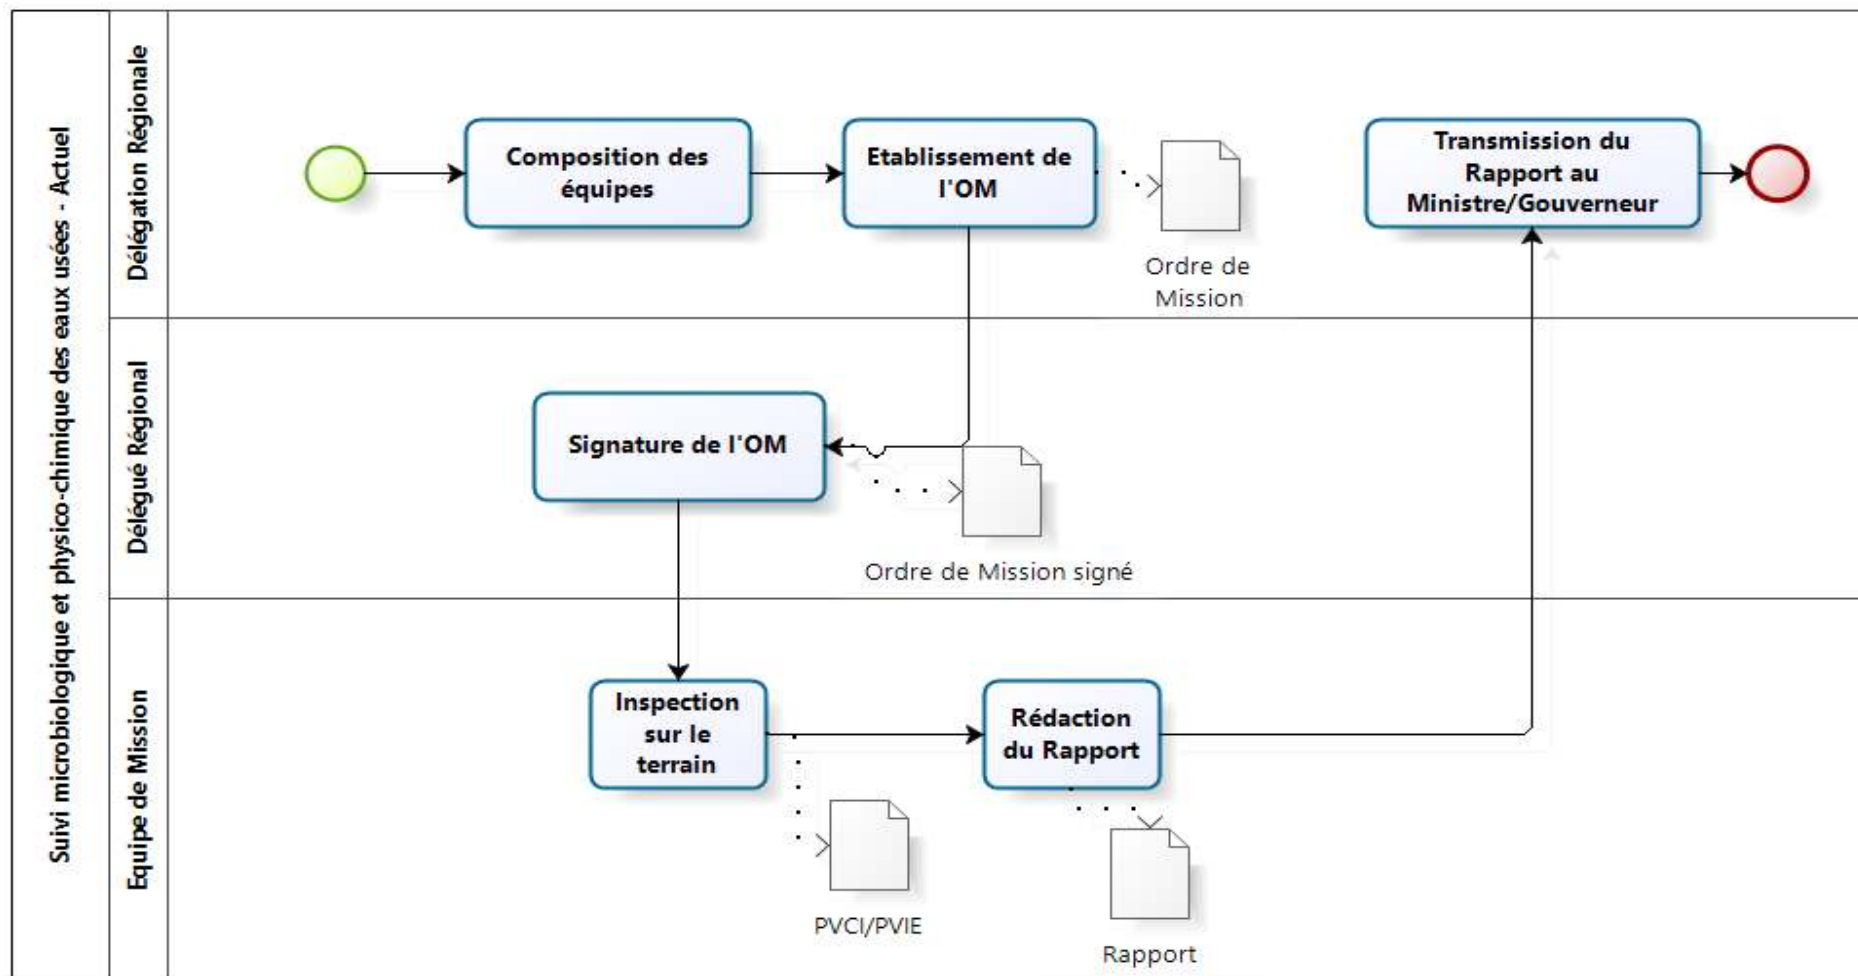 Suivi microbiologique et physico-chimique des eaux usées - Actuel
Délégation Régionale
Composition des
équipes
Etablissement de
l'OM
Ordre de
Mission
Transmission du
Rapport au
Ministre/Gouverneur
Délégué Régional
Signature de l'OM
Ordre de Mission signé
Equipe de Mission
Inspection
sur le
terrain
PVCI/PVIE
Rédaction
du Rapport
Rapport